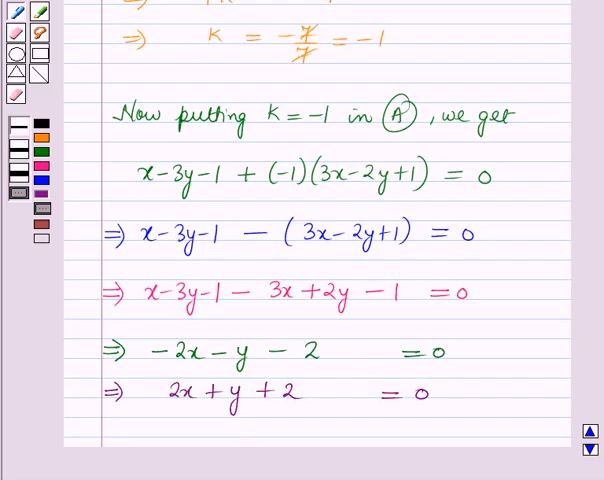 ⇒ K = -7/7 = -1
Now putting K = -1 in Ⓐ, we get
x-3y-1 + (-1)(3x-2y+1) = 0
⇒ x-3y-1 - (3x-2y+1) = 0
⇒ x-3y-1 - 3x+2y-1 = 0
⇒ -2x-y-2 = 0
⇒ 2x+y+2 = 0